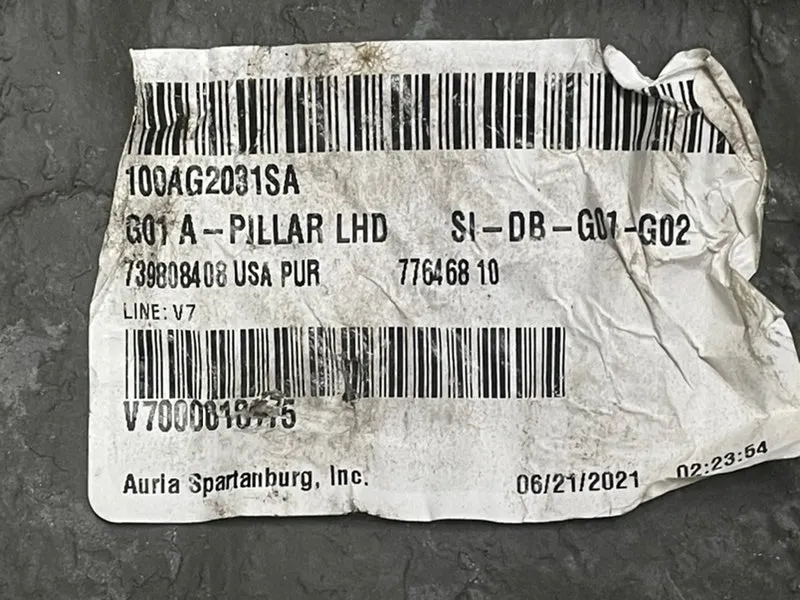 100AG2031SA
G01 A-PILLAR LHD SI-DB-G01-G02
739808408 USA PUR 776468 10
LINE: V7
Auria Spartanburg, Inc. 06/21/2021 02:23:54